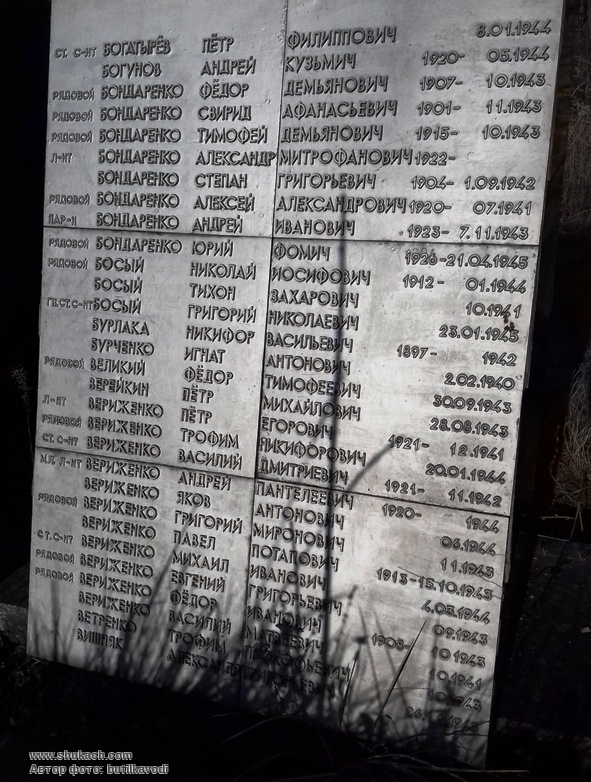 СТ. С-НТ БОГАТЫРЁВ ПЁТР ФИЛИППОВИЧ 8.01.1944
БОГУНОВ АНДРЕЙ КУЗЬМИЧ 1920- 05.1944
РЯДОВОЙ БОНДАРЕНКО ФЁДОР ДЕМЬЯНОВИЧ 1907- 10.1943
РЯДОВОЙ БОНДАРЕНКО СВИРИД АФАНАСЬЕВИЧ 1901- 11.1943
РЯДОВОЙ БОНДАРЕНКО ТИМОФЕЙ ДЕМЬЯНОВИЧ 1915- 10.1943
Л-НТ БОНДАРЕНКО АЛЕКСАНДР МИТРОФАНОВИЧ 1922-
БОНДАРЕНКО СТЕПАН ГРИГОРЬЕВИЧ 1904- 1.09.1942
РЯДОВОЙ БОНДАРЕНКО АЛЕКСЕЙ АЛЕКСАНДРОВИЧ 1920- 07.1941
ПАР-Н БОНДАРЕНКО АНДРЕЙ ИВАНОВИЧ 1923- 7.11.1943
РЯДОВОЙ БОНДАРЕНКО ЮРИЙ ФОМИЧ 1926-21.04.1945
РЯДОВОЙ БОСЫЙ НИКОЛАЙ ИОСИФОВИЧ 1912- 01.1944
БОСЫЙ ТИХОН ЗАХАРОВИЧ 10.1941
ГВ.СТ.С-НТ БОСЫЙ ГРИГОРИЙ НИКОЛАЕВИЧ 23.01.1945
БУРЛАКА НИКИФОР ВАСИЛЬЕВИЧ 1897- 1942
БУРЧЕНКО ИГНАТ АНТОНОВИЧ 2.02.1940
РЯДОВОЙ ВЕЛИКИЙ ФЁДОР ТИМОФЕЕВИЧ 30.09.1943
ВЕРЕЙКИН ПЁТР МИХАЙЛОВИЧ 28.08.1943
Л-НТ ВЕРИЖЕНКО ПЁТР ЕГОРОВИЧ 1921- 12.1941
РЯДОВОЙ ВЕРИЖЕНКО ТРОФИМ НИКИФОРОВИЧ 20.01.1944
СТ. С-НТ ВЕРИЖЕНКО ВАСИЛИЙ ДМИТРИЕВИЧ 1921- 11.1942
МЛ. Л-НТ ВЕРИЖЕНКО АНДРЕЙ ПАНТЕЛЕЕВИЧ 1920- 1944
ВЕРИЖЕНКО ЯКОВ АНТОНОВИЧ 06.1944
РЯДОВОЙ ВЕРИЖЕНКО ГРИГОРИЙ МИРОНОВИЧ 11.1943
ВЕРИЖЕНКО ПАВЕЛ ПОТАПОВИЧ 1913-15.10.1943
СТ. С-НТ ВЕРИЖЕНКО МИХАИЛ ИВАНОВИЧ 4.03.1944
РЯДОВОЙ ВЕРИЖЕНКО ЕВГЕНИЙ ГРИГОРЬЕВИЧ 09.1943
РЯДОВОЙ ВЕРИЖЕНКО ФЁДОР ИВАНОВИЧ 1905- 10.1943
ВЕРИЖЕНКО ВАСИЛИЙ МАТВЕЕВИЧ 10.1941
ВЕТРЕНКО ТРОФИМ ПРОКОФЬЕВИЧ 10.1943
ВИШНЯК АЛЕКСАНДР ГРИГОРЬЕВИЧ
www.shukach.com
Автор фото: butilkavodi